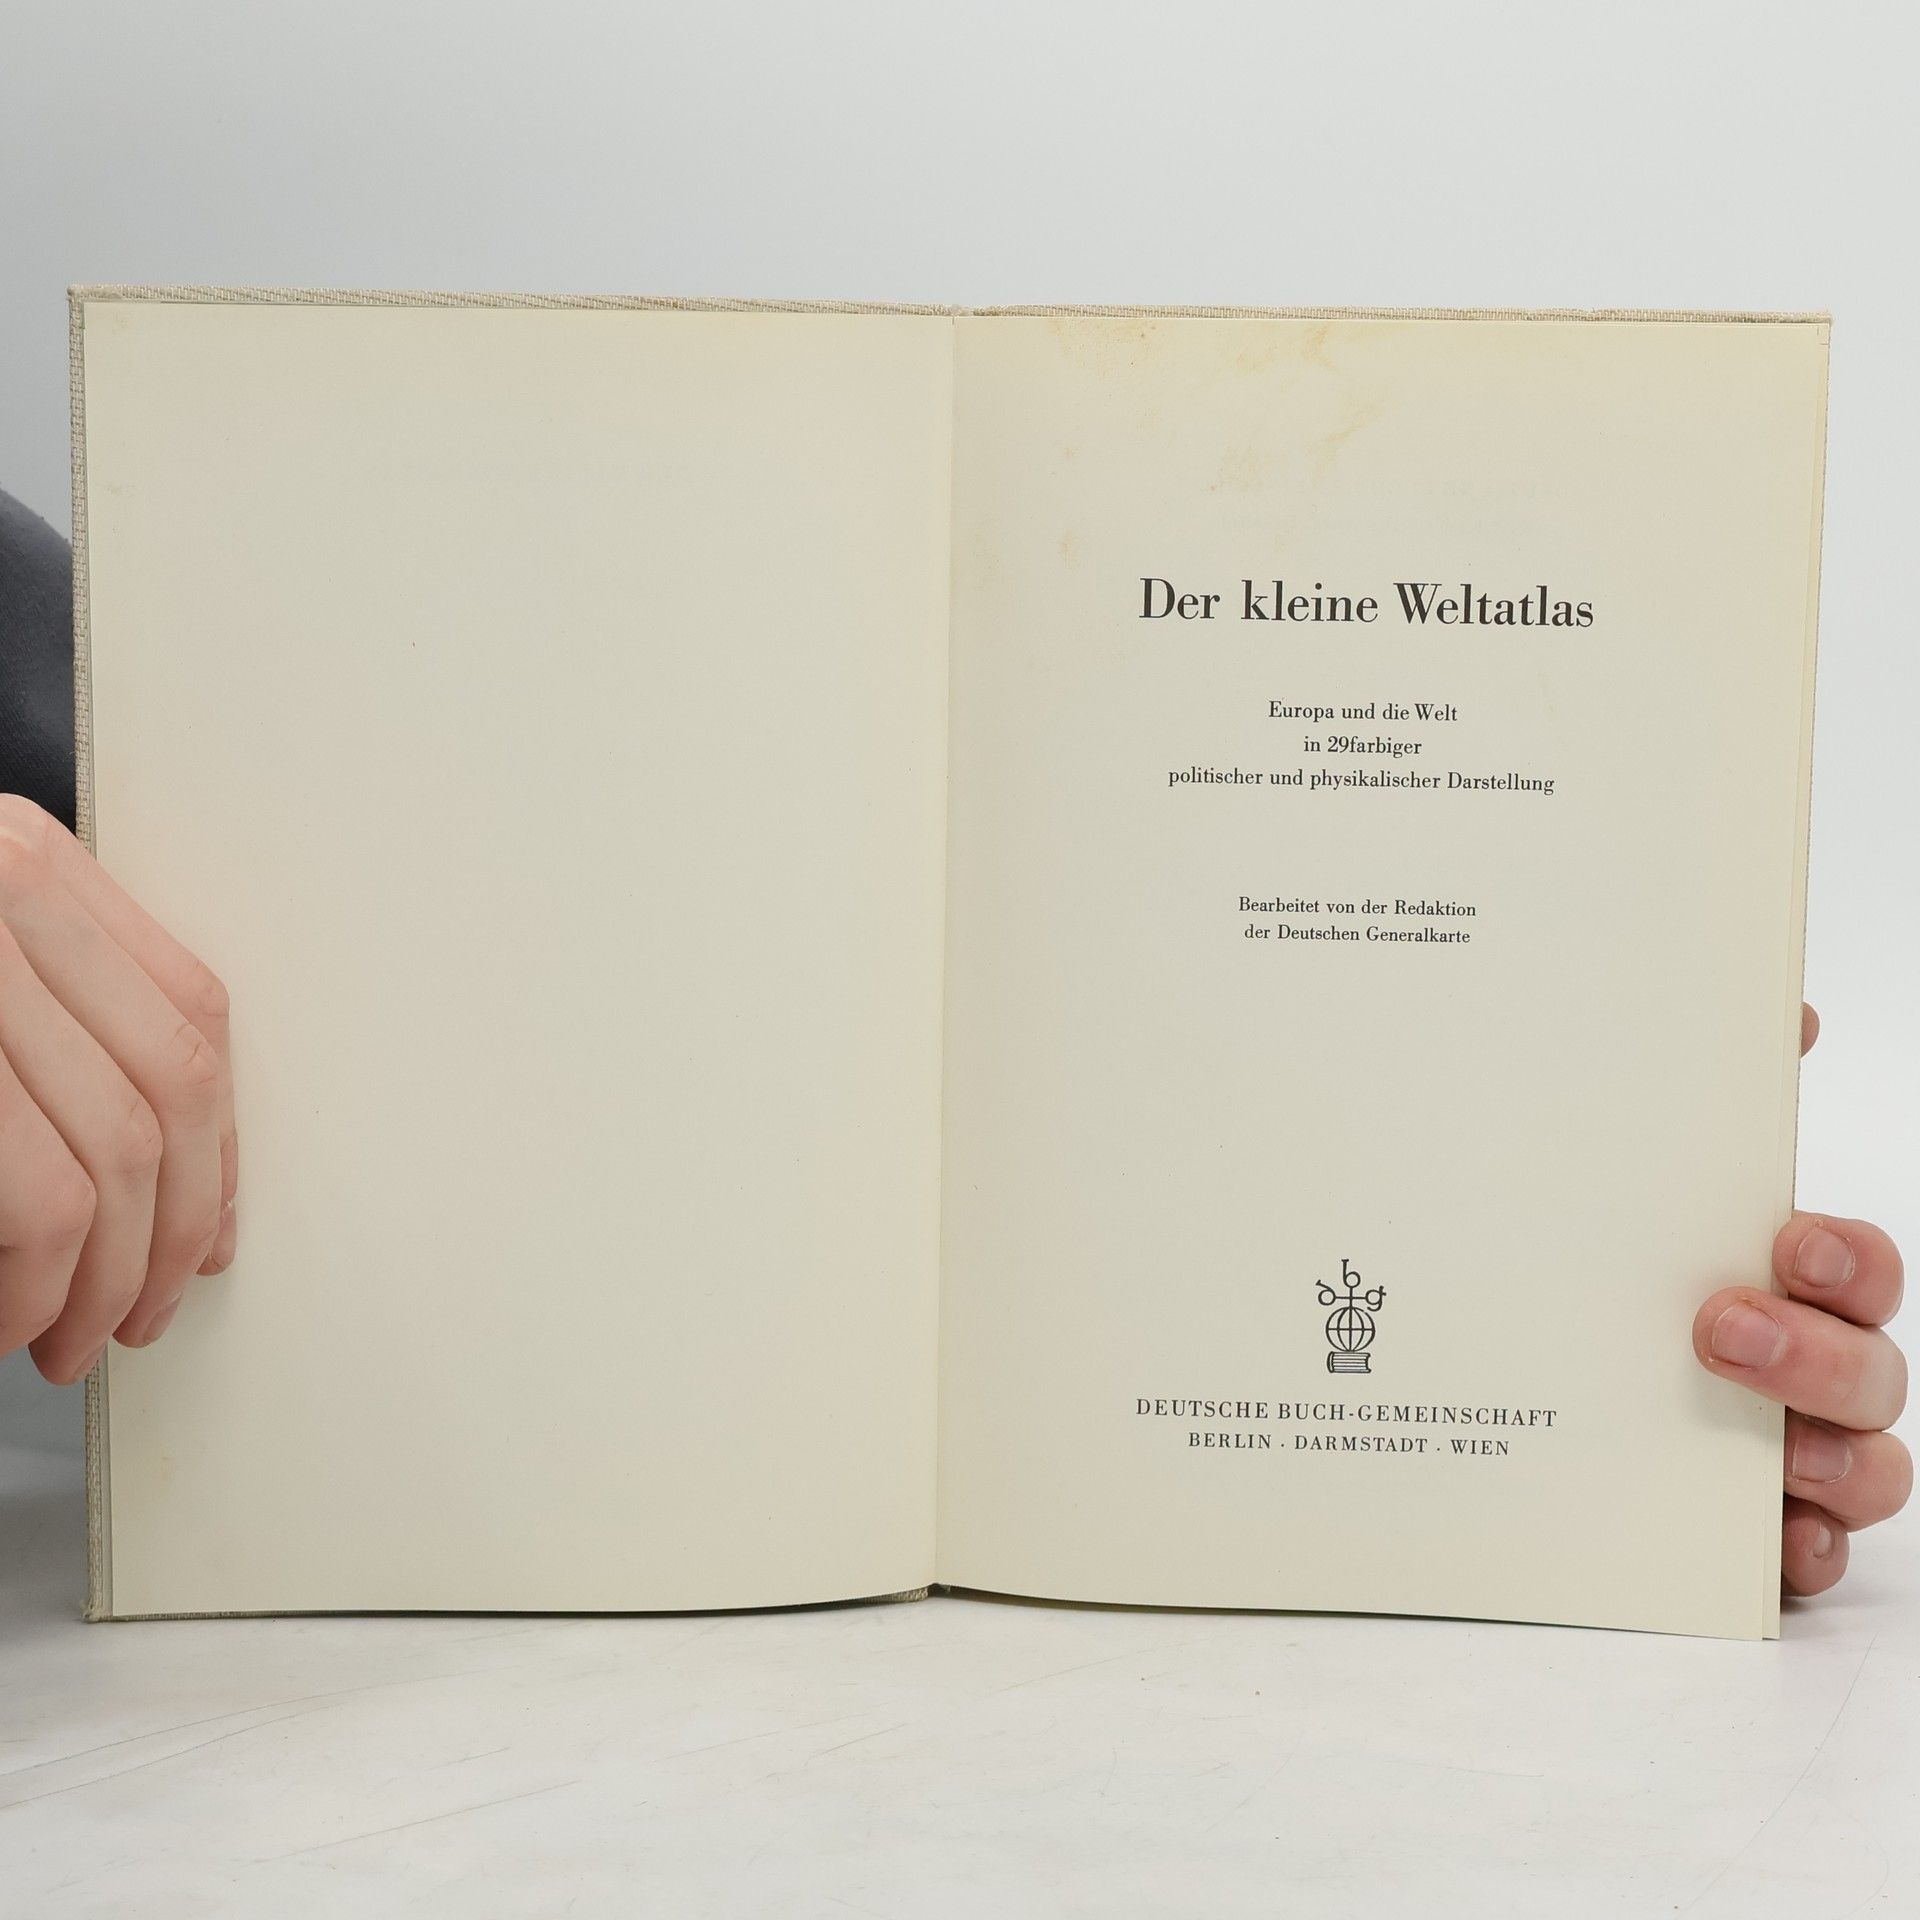 Der kleine Weltatlas
Europa und die Welt
in 29farbiger
politischer und physikalischer Darstellung
Bearbeitet von der Redaktion
der Deutschen Generalkarte
dbg
DEUTSCHE BUCH-GEMEINSCHAFT
BERLIN · DARMSTADT · WIEN